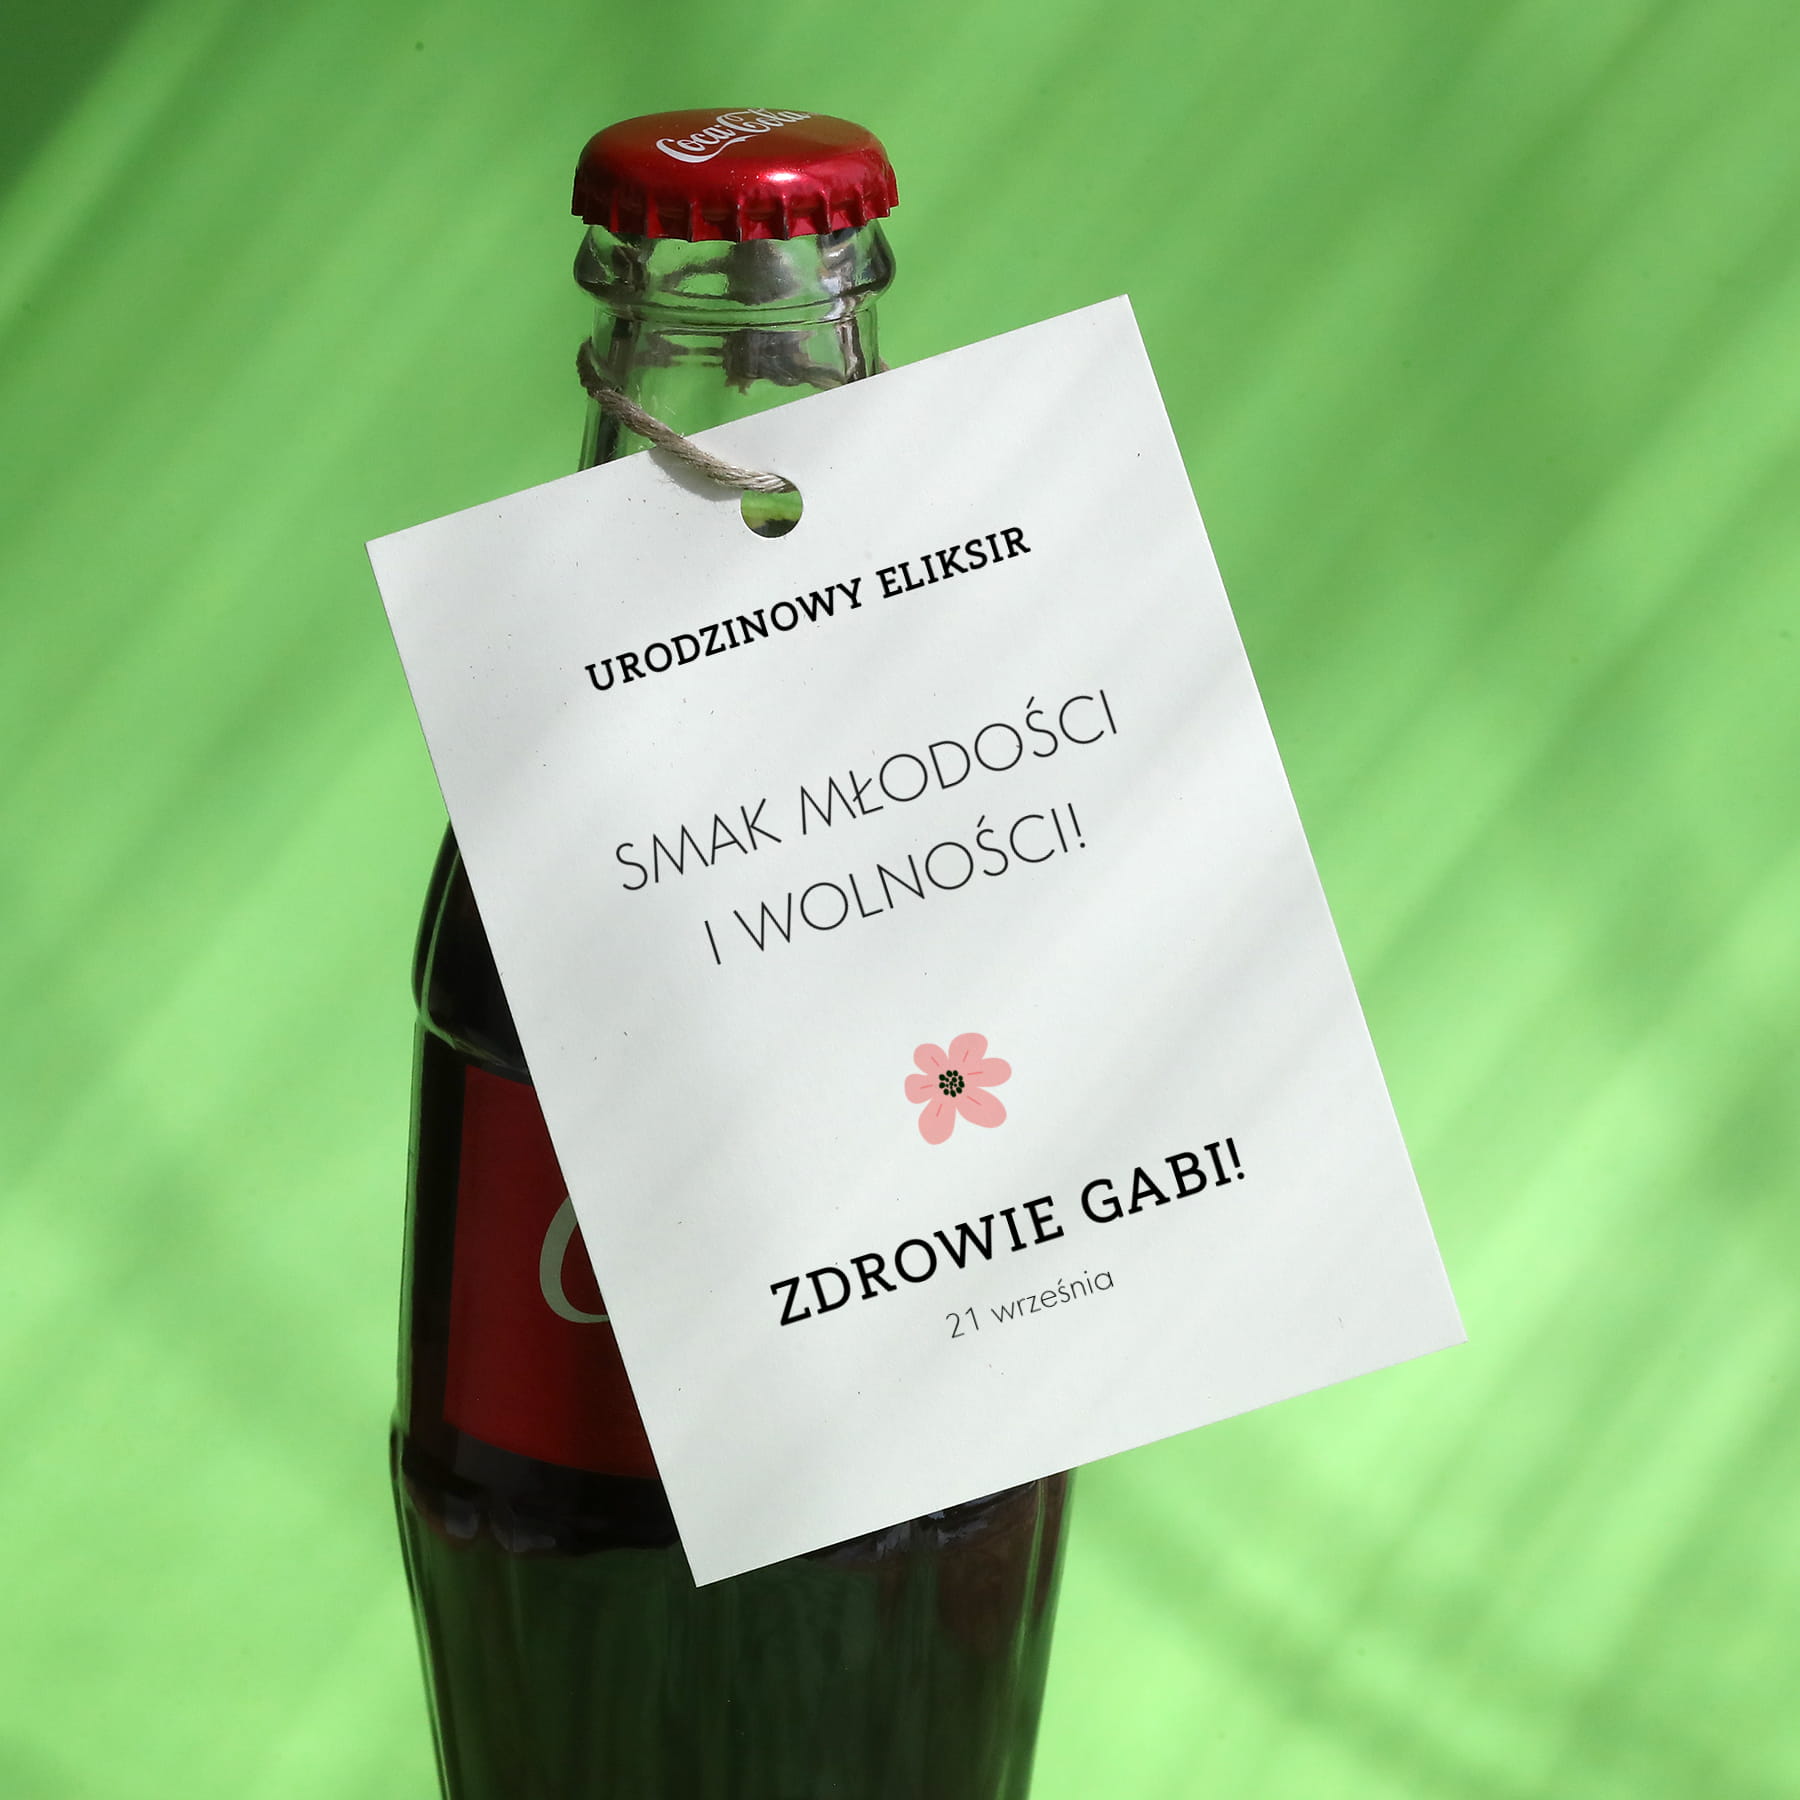 Coca-Cola
URODZINOWY ELIKSIR
SMAK MŁODOŚCI
I WOLNOŚCI!
ZDROWIE GABI!
21 września